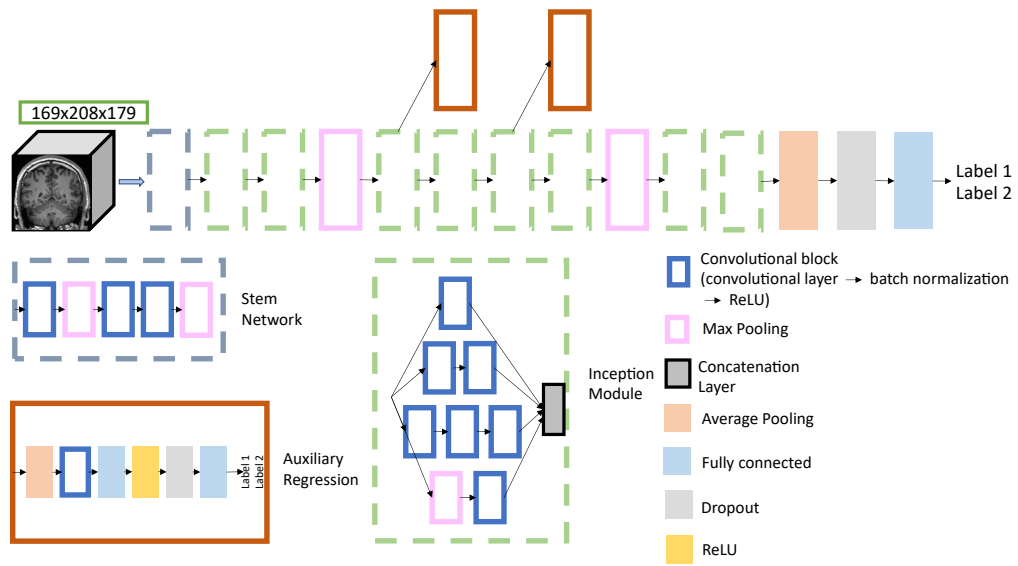 169x208x179
Label 1
Label 2
Stem
Network
Convolutional block
(convolutional layer → batch normalization
→ ReLU)
Max Pooling
Inception
Module
Concatenation
Layer
Average Pooling
Auxiliary
Regression
Label 1
Label 2
Fully connected
Dropout
ReLU